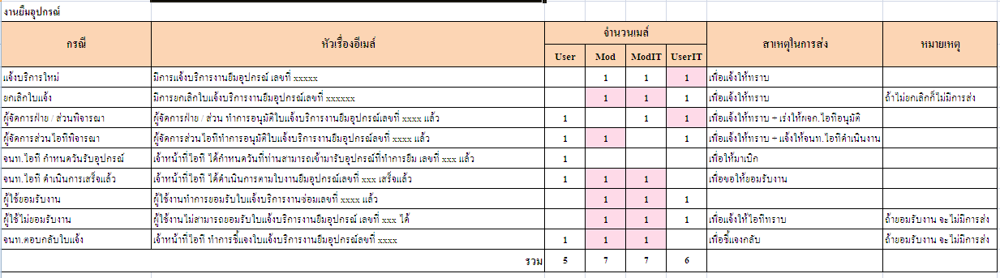 งานยืมอุปกรณ์
กรณี หัวเรื่องอีเมล์ จำนวนเมล์ สาเหตุในการส่ง หมายเหตุ
User Mod ModIT UserIT
แจ้งบริการใหม่ มีการแจ้งบริการงานยืมอุปกรณ์ เลขที่ xxxxx 1 1 1 เพื่อแจ้งให้ทราบ
ยกเลิกใบแจ้ง มีการยกเลิกใบแจ้งบริการงานยืมอุปกรณ์เลขที่ xxxxxx 1 1 1 เพื่อแจ้งให้ทราบ ถ้าไม่ยกเลิกก็ไม่มีการส่ง
ผู้จัดการฝ่าย / ส่วนพิจารณา ผู้จัดการฝ่าย / ส่วน ทำการอนุมัติใบแจ้งบริการงานยืมอุปกรณ์เลขที่ xxxx แล้ว 1 1 1 เพื่อแจ้งให้ทราบ + เร่งให้ผจก.ไอทีอนุมัติ
ผู้จัดการส่วนไอทีพิจารณา ผู้จัดการส่วนไอทีทำการอนุมัติใบแจ้งบริการงานยืมอุปกรณ์ลขที่ xxxx แล้ว 1 1 1 เพื่อแจ้งให้ทราบ + แจ้งให้จนท.ไอทีดำเนินงาน
จนท.ไอที กำหนดวันรับอุปกรณ์ เจ้าหน้าที่ไอที ได้กำหนดวันที่ท่านสามารถเข้ามารับอุปกรณ์ที่ทำการยืม เลขที่ xxx แล้ว 1 เพื่อให้มาเบิก
จนท.ไอที ดำเนินการเสร็จแล้ว เจ้าหน้าที่ไอที ได้ดำเนินการตามใบงานยืมอุปกรณ์เลขที่ xxx เสร็จแล้ว 1 1 1 เพื่อขอให้ยอมรับงาน
ผู้ใช้ยอมรับงาน ผู้ใช้งานทำการยอมรับใบแจ้งบริการงานซ่อมเลขที่ xxxx แล้ว 1 1 1
ผู้ใช้ไม่ยอมรับงาน ผู้ใช้งานไม่สามารถยอมรับใบแจ้งบริการงานยืมอุปกรณ์ เลขที่ xxx ได้ 1 1 1 เพื่อแจ้งให้ไอทีทราบ ถ้ายอมรับงาน จะไม่มีการส่ง
จนท.ตอบกลับใบแจ้ง เจ้าหน้าที่ไอที ทำการชี้แจงใบแจ้งบริการงานยืมอุปกรณ์ลขที่ xxxx 1 1 1 เพื่อชี้แจงกลับ ถ้ายอมรับงาน จะไม่มีการส่ง
รวม 5 7 7 6